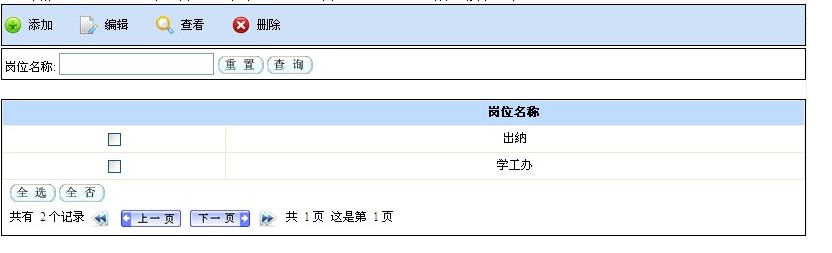 添加 编辑 查看 删除
岗位名称: 重 置 查 询
岗位名称
出纳
学工办
全 选 全 否
共有 2个记录 上一页 下一页 共 1页 这是第 1页